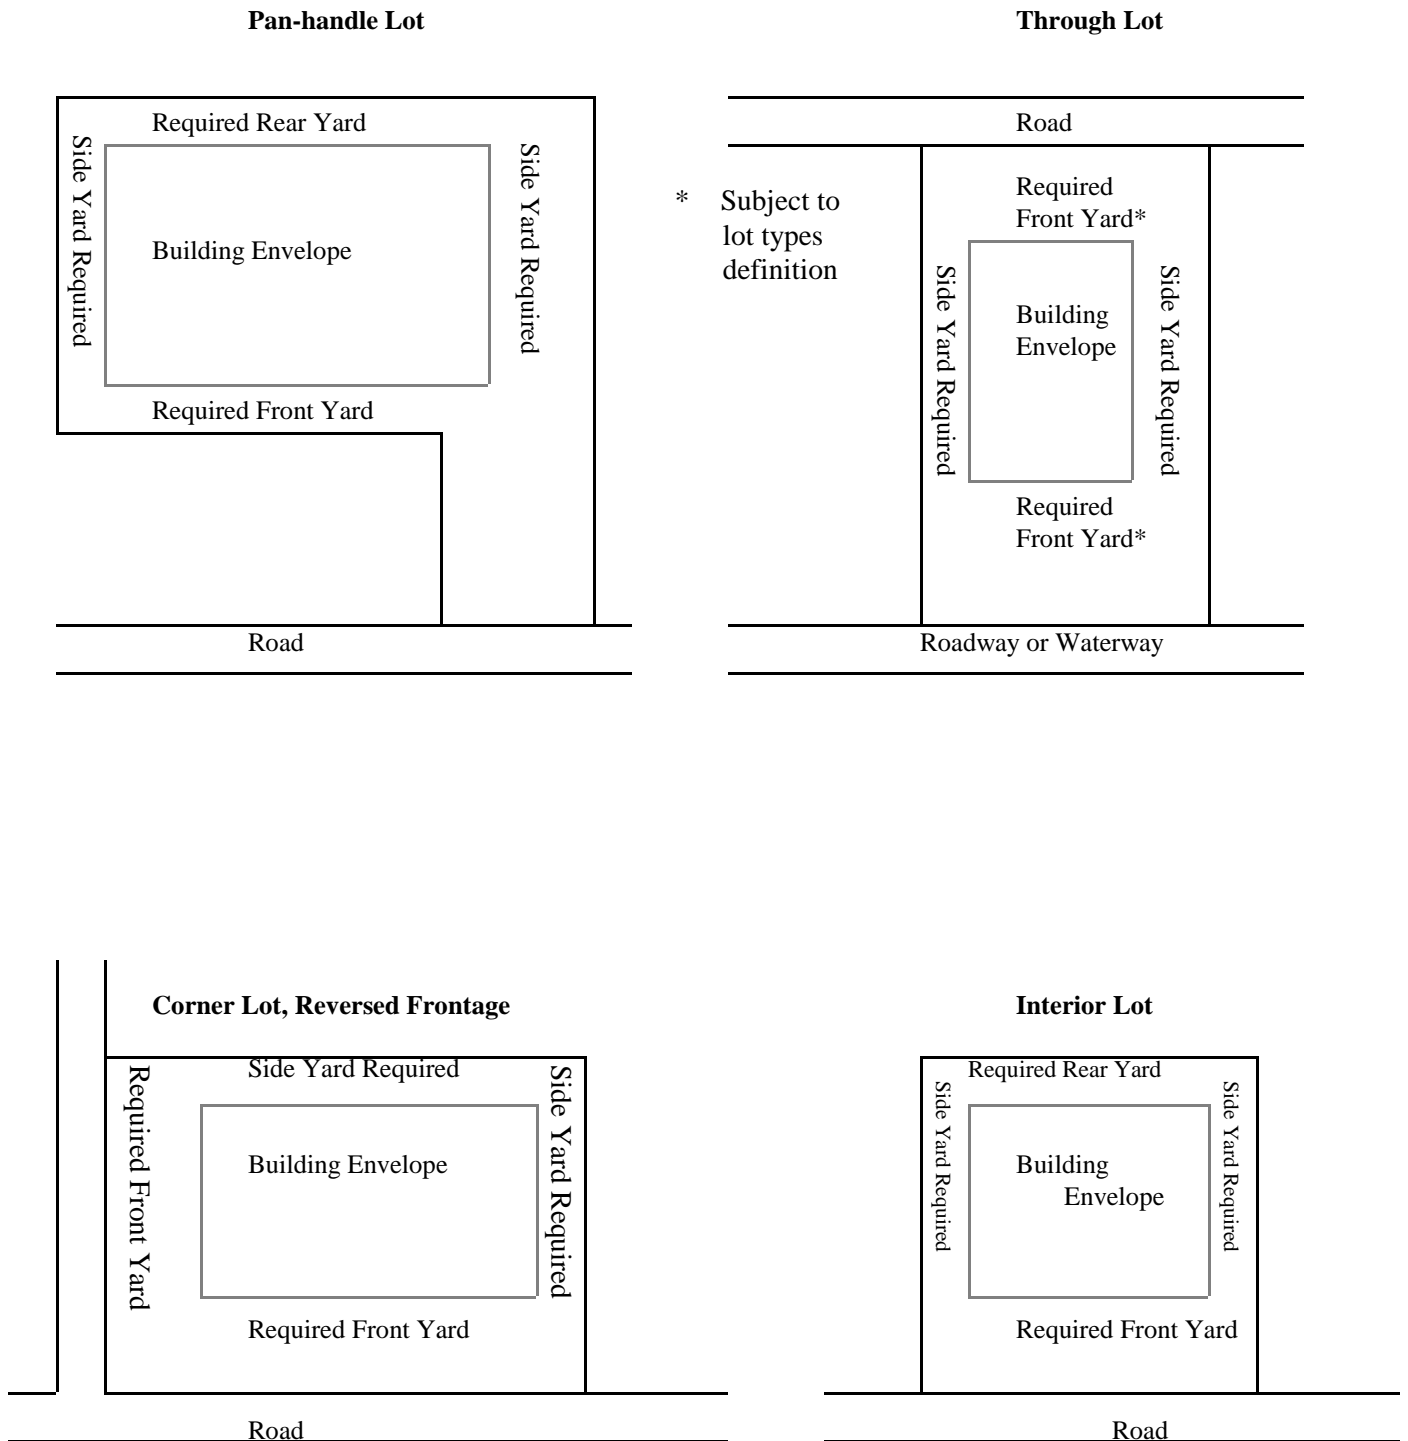 Pan-handle Lot
Required Rear Yard
Side Yard Required
Side Yard Required
Building Envelope
Required Front Yard
Road
Through Lot
Road
* Subject to
lot types
definition
Required
Front Yard*
Side Yard Required
Building
Envelope
Side Yard Required
Required
Front Yard*
Roadway or Waterway
Corner Lot, Reversed Frontage
Side Yard Required
Required Front Yard
Building Envelope
Side Yard Required
Required Front Yard
Road
Interior Lot
Required Rear Yard
Side Yard Required
Building
Envelope
Side Yard Required
Required Front Yard
Road